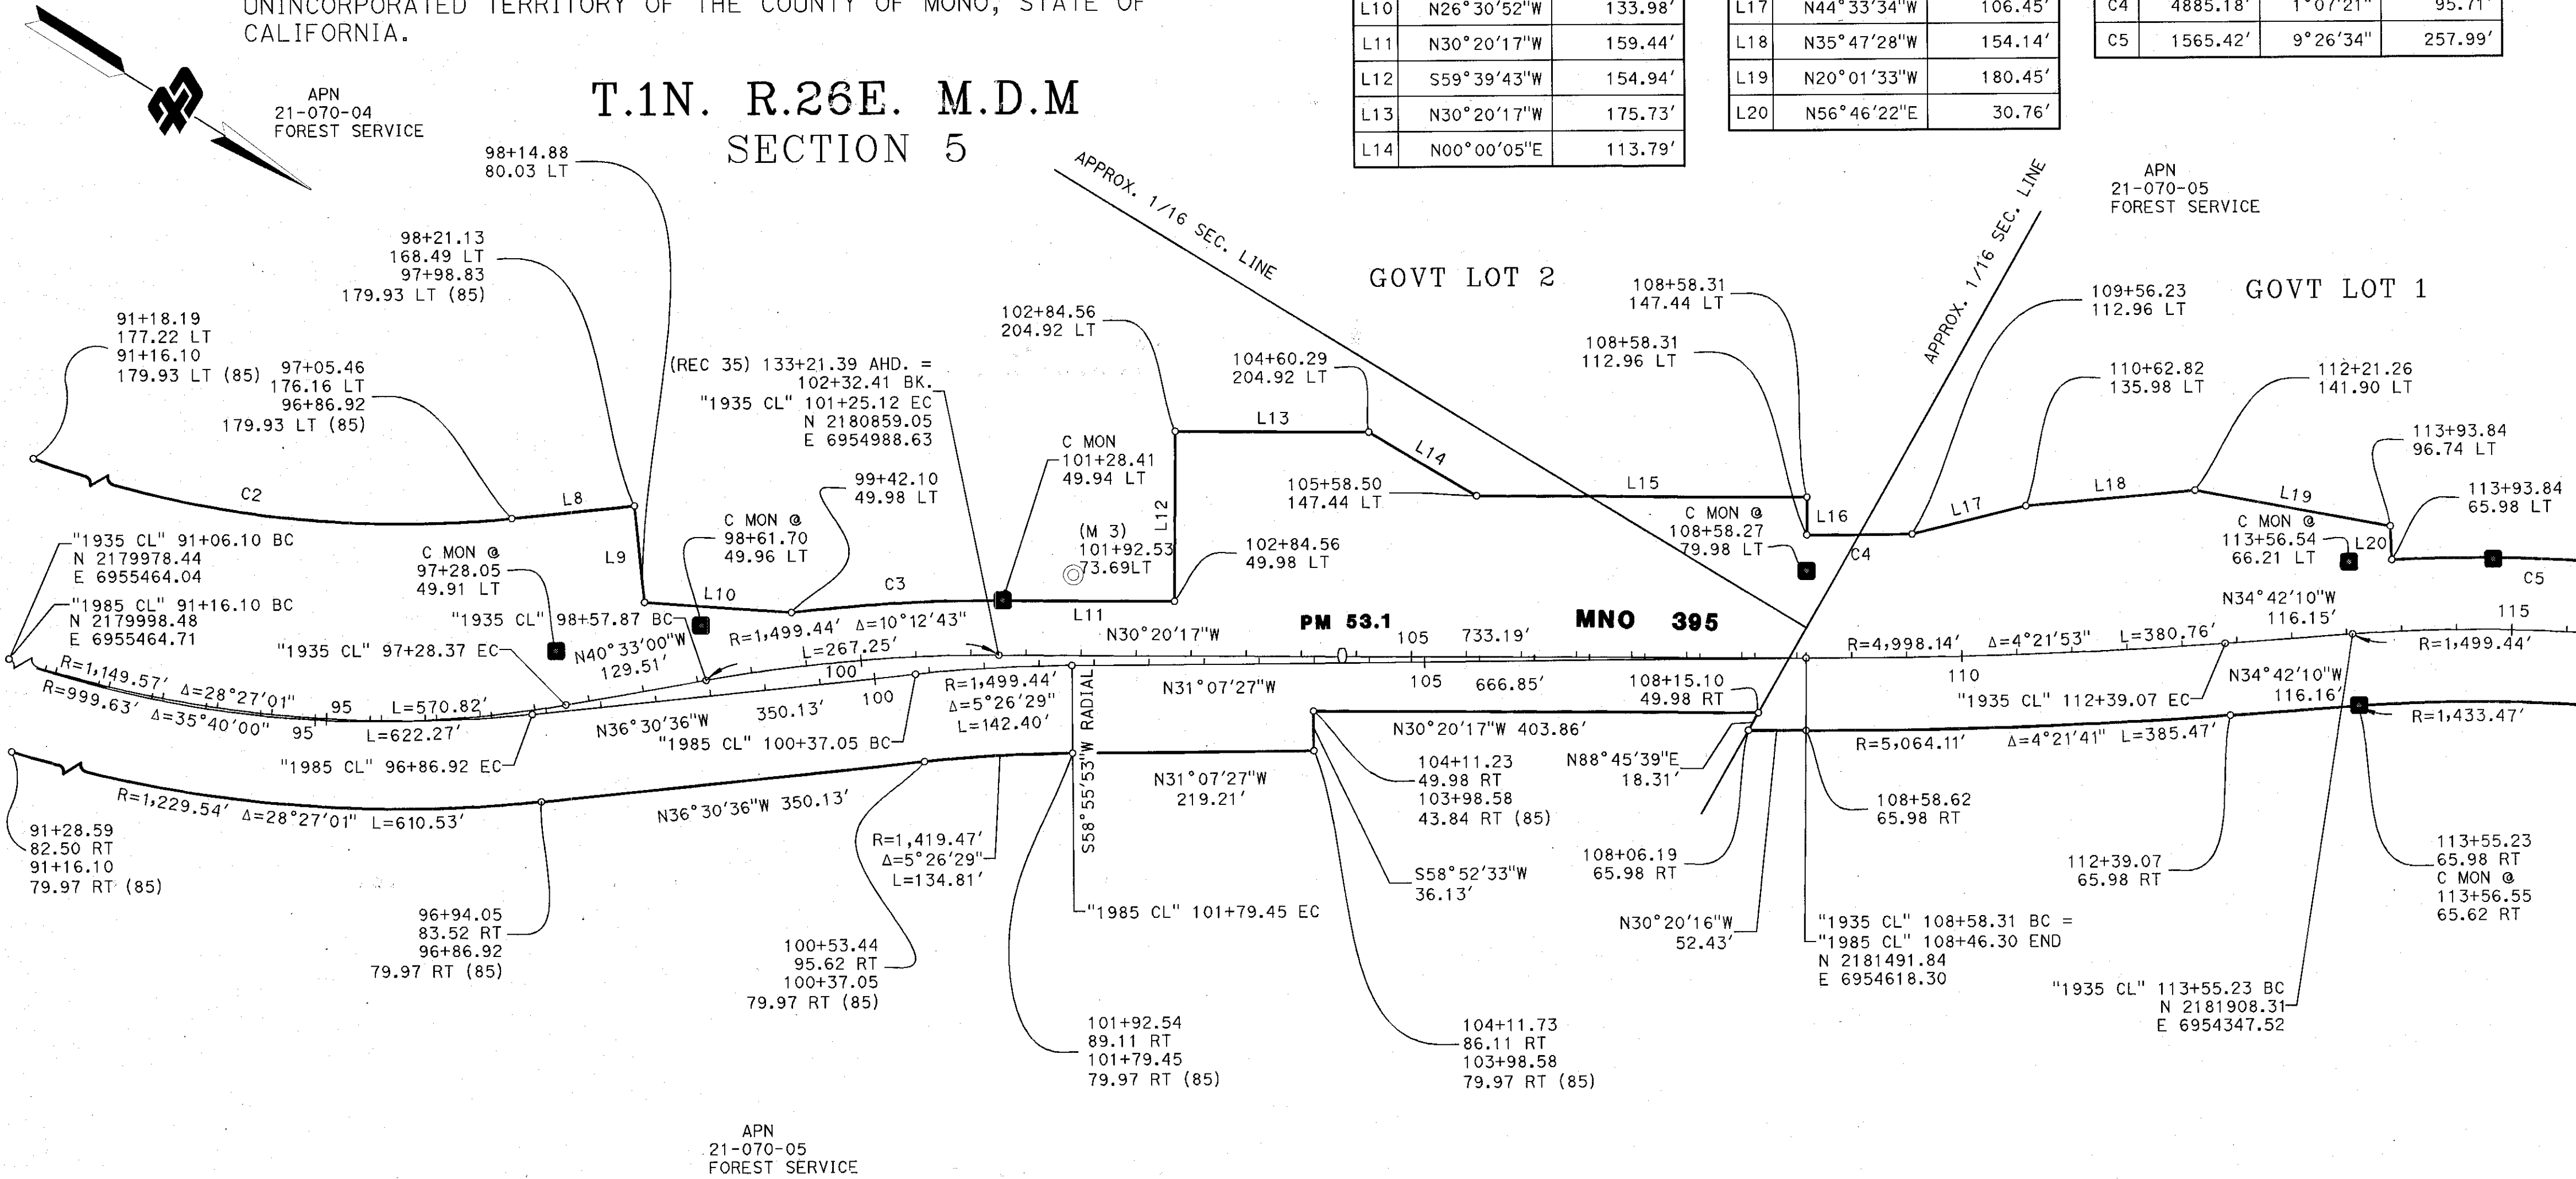 UNINCORPORATED TERRITORY OF THE COUNTY OF MONO, STATE OF
CALIFORNIA.
L10 N26°30'52"W 133.98'
L11 N30°20'17"W 159.44'
L12 S59°39'43"W 154.94'
L13 N30°20'17"W 175.73'
L14 N00°00'05"E 113.79'
L17 N44°33'34"W 106.45'
L18 N35°47'28"W 154.14'
L19 N20°01'33"W 180.45'
L20 N56°46'22"E 30.76'
C4 4885.18' 1°07'21" 95.71'
C5 1565.42' 9°26'34" 257.99'
APN
21-070-04
FOREST SERVICE
T.1N. R.26E. M.D.M
SECTION 5
APN
21-070-05
FOREST SERVICE
APPROX. 1/16 SEC. LINE
APPROX. 1/16 SEC. LINE
GOVT LOT 2
GOVT LOT 1
98+14.88
80.03 LT
98+21.13
168.49 LT
97+98.83
179.93 LT (85)
91+18.19
177.22 LT
91+16.10
179.93 LT (85)
97+05.46
176.16 LT
96+86.92
179.93 LT (85)
(REC 35) 133+21.39 AHD. =
102+32.41 BK.
"1935 CL" 101+25.12 EC
N 2180859.05
E 6954988.63
102+84.56
204.92 LT
104+60.29
204.92 LT
108+58.31
147.44 LT
108+58.31
112.96 LT
109+56.23
112.96 LT
110+62.82
135.98 LT
112+21.26
141.90 LT
113+93.84
96.74 LT
113+93.84
65.98 LT
C MON
101+28.41
49.94 LT
99+42.10
49.98 LT
C MON @
98+61.70
49.96 LT
C MON @
97+28.05
49.91 LT
(M 3)
101+92.53
73.69LT
102+84.56
49.98 LT
105+58.50
147.44 LT
C MON @
108+58.27
79.98 LT
C MON @
113+56.54
66.21 LT
C2
L8
L9
L10
C3
L11
L12
L13
L14
L15
L16
C4
L17
L18
L19
L20
C5
"1935 CL" 91+06.10 BC
N 2179978.44
E 6955464.04
"1985 CL" 91+16.10 BC
N 2179998.48
E 6955464.71
"1935 CL" 98+57.87 BC
"1935 CL" 97+28.37 EC
N40°33'00"W
129.51'
R=1,499.44' Δ=10°12'43"
L=267.25'
100
N30°20'17"W
PM 53.1
105
733.19'
MNO 395
R=4,998.14' Δ=4°21'53" L=380.76'
N34°42'10"W
116.15'
115
R=1,499.44'
R=1,149.57' Δ=28°27'01"
95
L=570.82'
R=999.63' Δ=35°40'00"
95
L=622.27'
N36°30'36"W 350.13'
100
R=1,499.44'
Δ=5°26'29"
L=142.40'
"1985 CL" 100+37.05 BC
"1985 CL" 96+86.92 EC
S58°55'53"W RADIAL
N31°07'27"W
105
666.85'
108+15.10
49.98 RT
110
"1935 CL" 112+39.07 EC
N34°42'10"W
116.16'
R=1,433.47'
R=1,229.54' Δ=28°27'01" L=610.53'
N36°30'36"W 350.13'
N31°07'27"W
219.21'
N30°20'17"W 403.86'
104+11.23
49.98 RT
103+98.58
43.84 RT (85)
N88°45'39"E
18.31'
R=5,064.11' Δ=4°21'41" L=385.47'
108+58.62
65.98 RT
91+28.59
82.50 RT
91+16.10
79.97 RT (85)
R=1,419.47'
Δ=5°26'29"
L=134.81'
S58°52'33"W
36.13'
108+06.19
65.98 RT
112+39.07
65.98 RT
113+55.23
65.98 RT
C MON @
113+56.55
65.62 RT
96+94.05
83.52 RT
96+86.92
79.97 RT (85)
100+53.44
95.62 RT
100+37.05
79.97 RT (85)
"1985 CL" 101+79.45 EC
N30°20'16"W
52.43'
"1935 CL" 108+58.31 BC =
"1985 CL" 108+46.30 END
N 2181491.84
E 6954618.30
"1935 CL" 113+55.23 BC
N 2181908.31
E 6954347.52
101+92.54
89.11 RT
101+79.45
79.97 RT (85)
104+11.73
86.11 RT
103+98.58
79.97 RT (85)
APN
21-070-05
FOREST SERVICE